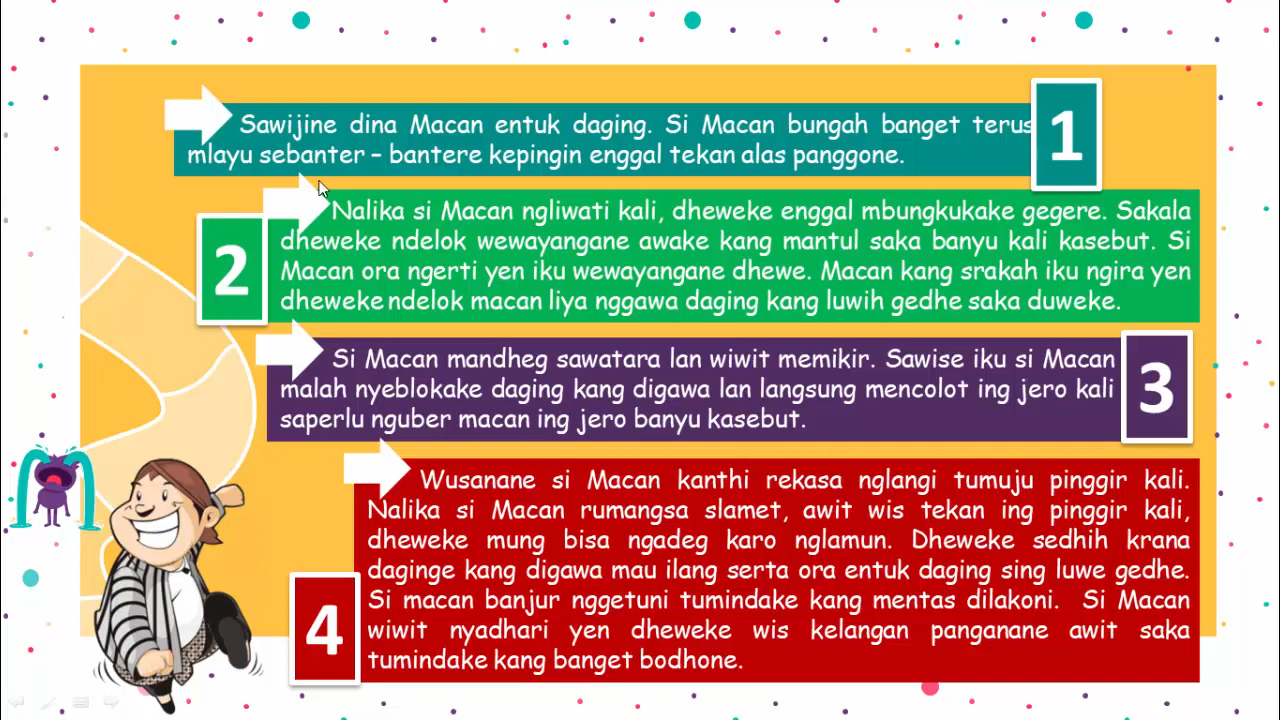 Sawijine dina Macan entuk daging. Si Macan bungah banget terus
mlayu sebanter – bantere kepingin enggal tekan alas panggone.
1
Nalika si Macan ngliwati kali, dheweke enggal mbungkukake gegere. Sakala
dheweke ndelok wewayangane awake kang mantul saka banyu kali kasebut. Si
Macan ora ngerti yen iku wewayangane dhewe. Macan kang srakah iku ngira yen
dheweke ndelok macan liya nggawa daging kang luwih gedhe saka duweke.
2
Si Macan mandheg sawatara lan wiwit memikir. Sawise iku si Macan
malah nyeblokake daging kang digawa lan langsung mencolot ing jero kali
saperlu nguber macan ing jero banyu kasebut.
3
Wusanane si Macan kanthi rekasa nglangi tumuju pinggir kali.
Nalika si Macan rumangsa slamet, awit wis tekan ing pinggir kali,
dheweke mung bisa ngadeg karo nglamun. Dheweke sedhih krana
daginge kang digawa mau ilang serta ora entuk daging sing luwe gedhe.
Si macan banjur nggetuni tumindake kang mentas dilakoni. Si Macan
wiwit nyadhari yen dheweke wis kelangan panganane awit saka
tumindake kang banget bodhone.
4